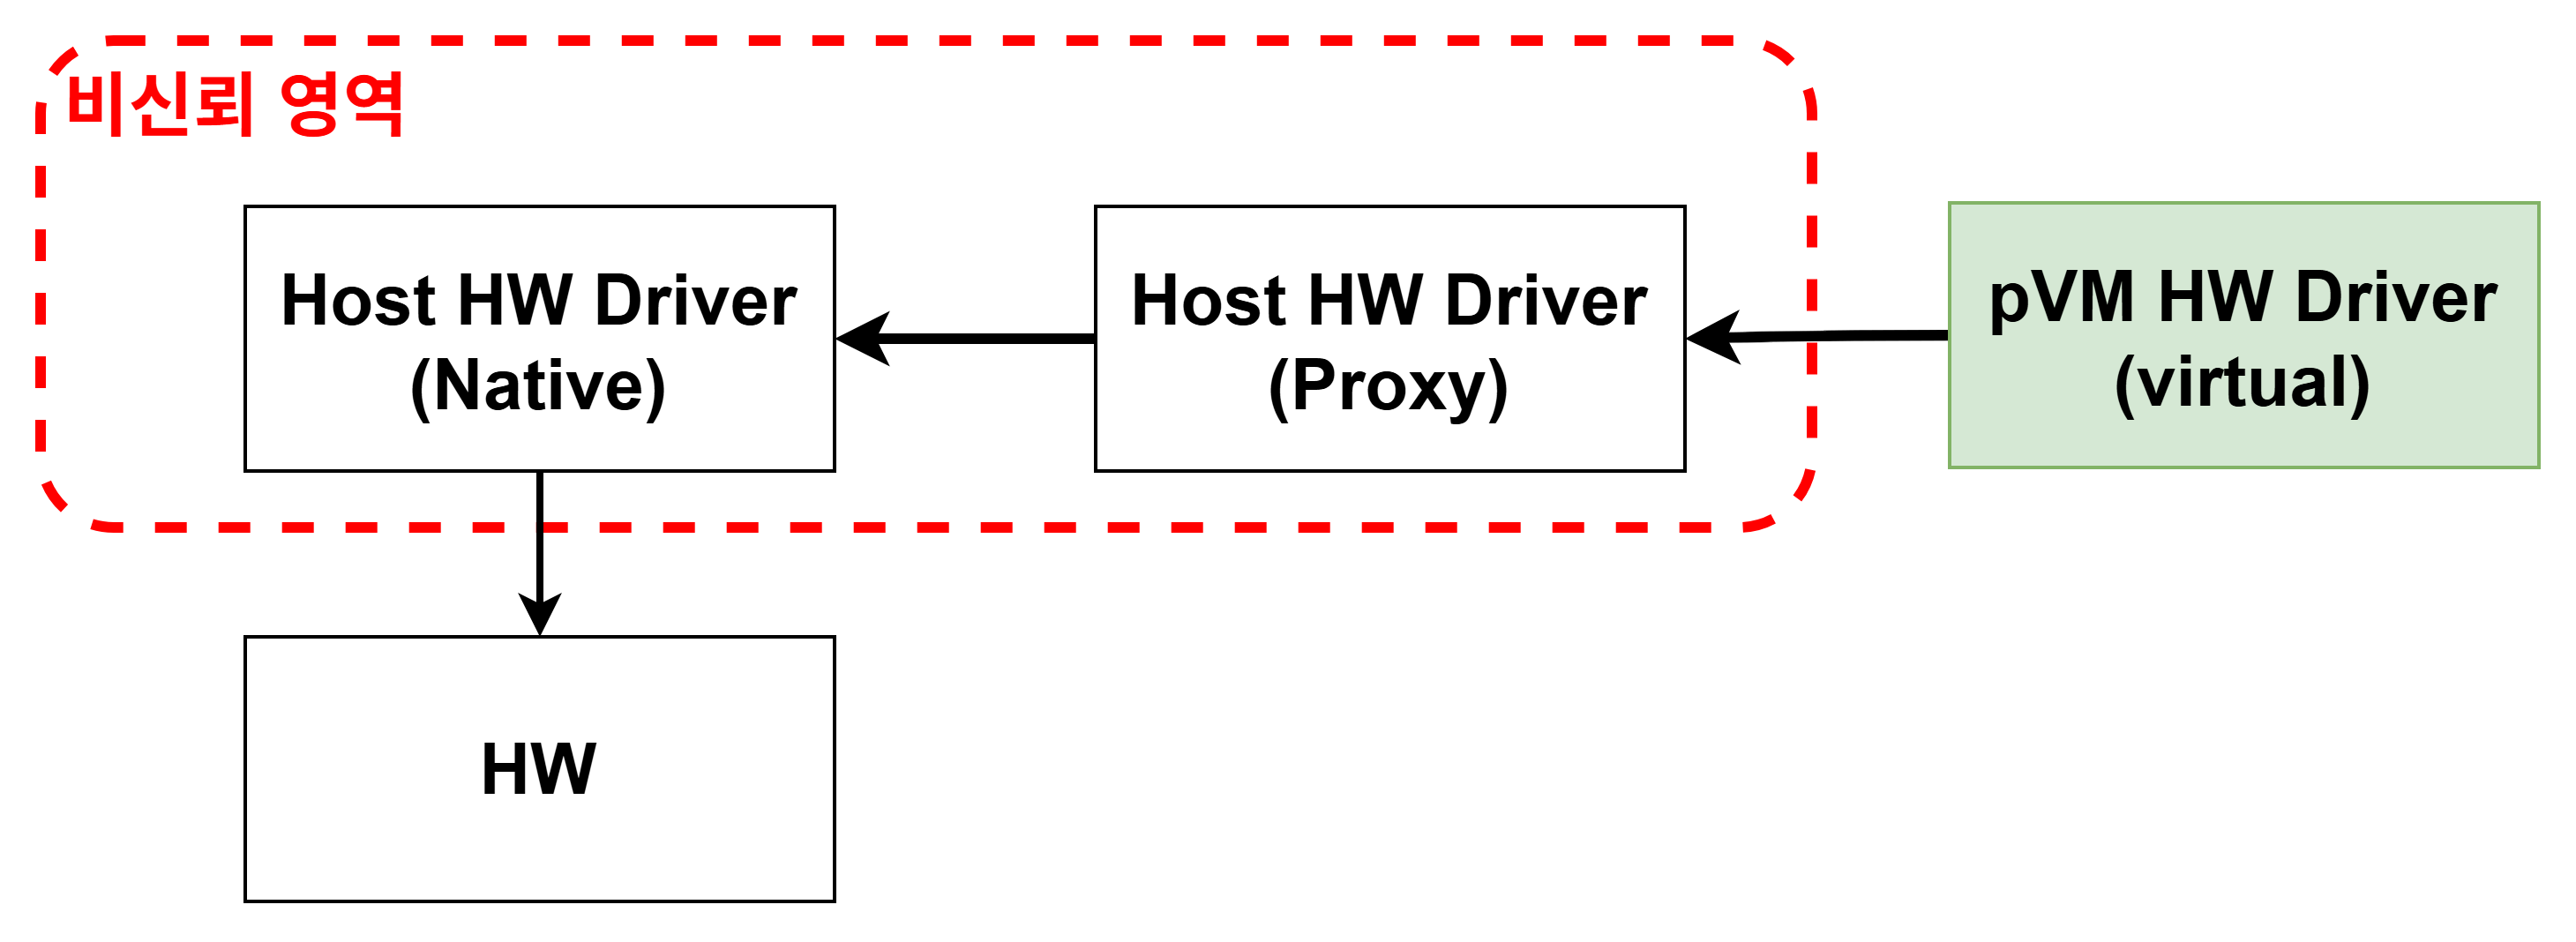 비신뢰 영역
Host HW Driver
(Native)
Host HW Driver
(Proxy)
pVM HW Driver
(virtual)
HW